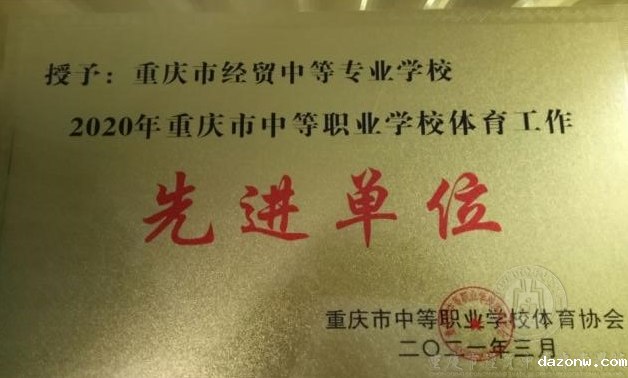 授予：重庆市经贸中等专业学校
2020年重庆市中等职业学校体育工作
先进单位
重庆市中等职业学校体育协会
二〇二一年三月
dazonw.com